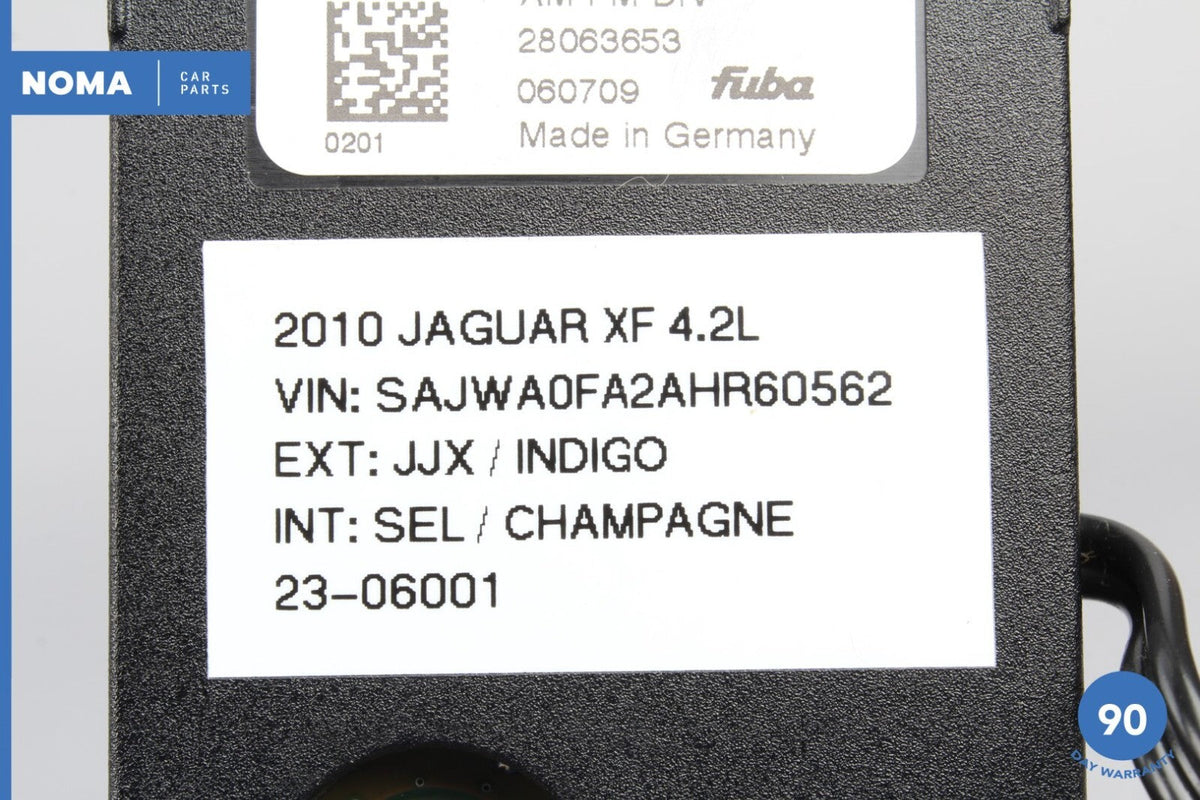 NOMA
CAR
PARTS
28063653
060709
fuba
0201
Made in Germany
2010 JAGUAR XF 4.2L
VIN: SAJWA0FA2AHR60562
EXT: JJX / INDIGO
INT: SEL / CHAMPAGNE
23-06001
90
DAY WARRANTY